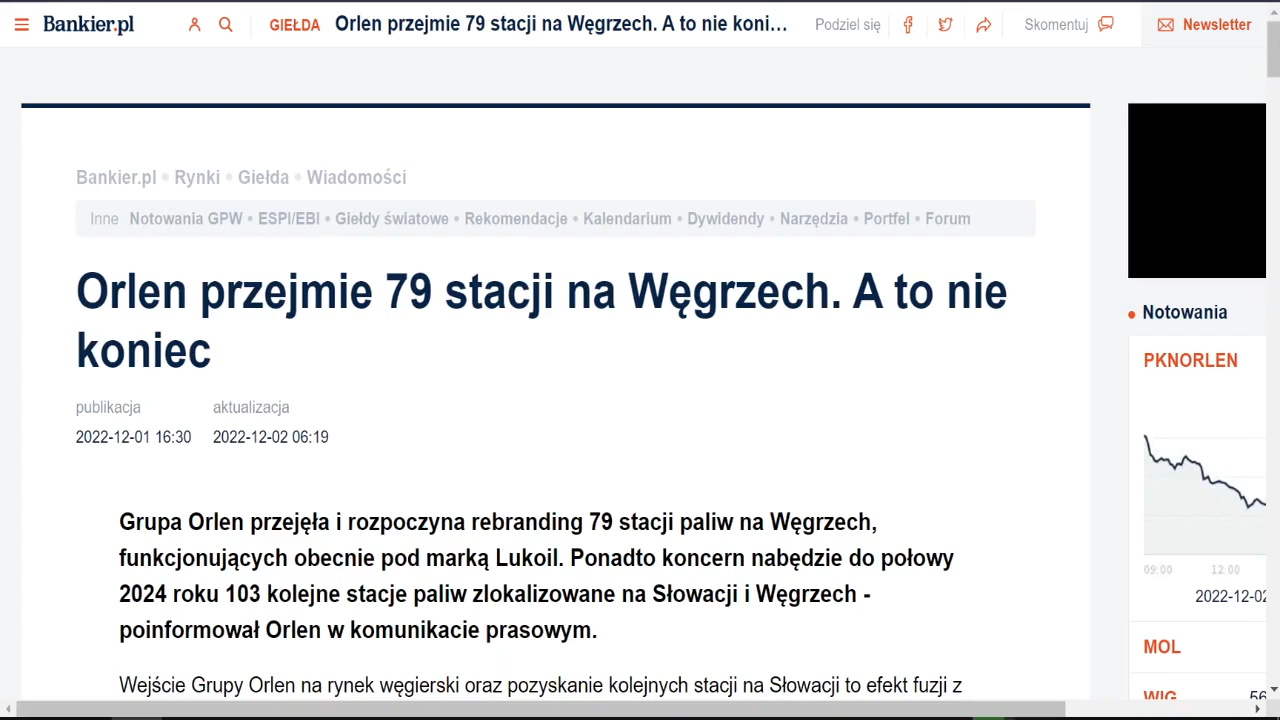 Bankier.pl GIEŁDA Orlen przejmie 79 stacji na Węgrzech. A to nie koni... Podziel się Skomentuj Newsletter
Bankier.pl • Rynki • Giełda • Wiadomości
Inne Notowania GPW • ESPI/EBI • Giełdy światowe • Rekomendacje • Kalendarium • Dywidendy • Narzędzia • Portfel • Forum
Orlen przejmie 79 stacji na Węgrzech. A to nie
koniec
publikacja aktualizacja
2022-12-01 16:30 2022-12-02 06:19
Grupa Orlen przejęła i rozpoczyna rebranding 79 stacji paliw na Węgrzech,
funkcjonujących obecnie pod marką Lukoil. Ponadto koncern nabędzie do połowy
2024 roku 103 kolejne stacje paliw zlokalizowane na Słowacji i Węgrzech -
poinformował Orlen w komunikacie prasowym.
Wejście Grupy Orlen na rynek węgierski oraz pozyskanie kolejnych stacji na Słowacji to efekt fuzji z
• Notowania
PKNORLEN
09:00 12:00
2022-12-02
MOL
WIG 56